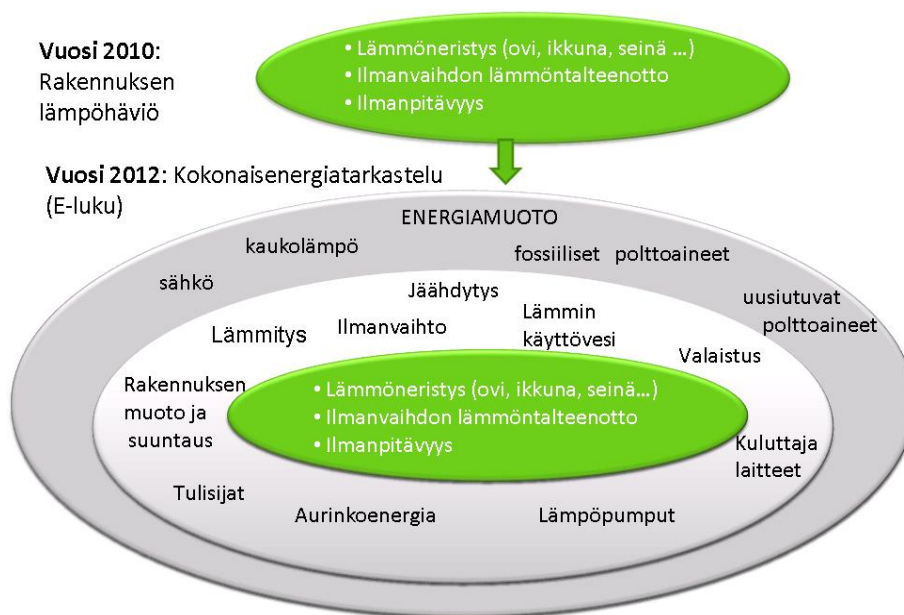 Vuosi 2010:
Rakennuksen
lämpöhäviö
• Lämmöneristys (ovi, ikkuna, seinä ...)
• Ilmanvaihdon lämmöntalteenotto
• Ilmanpitävyys
Vuosi 2012: Kokonaisenergiatarkastelu
(E-luku)
ENERGIAMUOTO
kaukolämpö
fossiiliset polttoaineet
sähkö
uusiutuvat
polttoaineet
Jäähdytys
Lämmitys
Ilmanvaihto
Lämmin
käyttövesi
Valaistus
Rakennuksen
muoto ja
suuntaus
• Lämmöneristys (ovi, ikkuna, seinä...)
• Ilmanvaihdon lämmöntalteenotto
• Ilmanpitävyys
Kuluttaja
laitteet
Tulisijat
Aurinkoenergia
Lämpöpumput